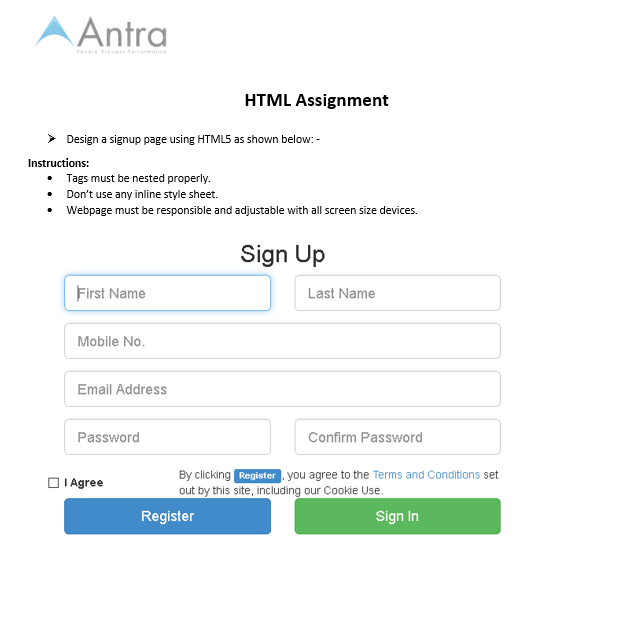 Antra
People Process Performance
HTML Assignment
➢ Design a signup page using HTML5 as shown below: -
Instructions:
• Tags must be nested properly.
• Don't use any inline style sheet.
• Webpage must be responsible and adjustable with all screen size devices.
Sign Up
First Name Last Name
Mobile No.
Email Address
Password Confirm Password
I Agree By clicking Register, you agree to the Terms and Conditions set
out by this site, including our Cookie Use.
Register Sign In